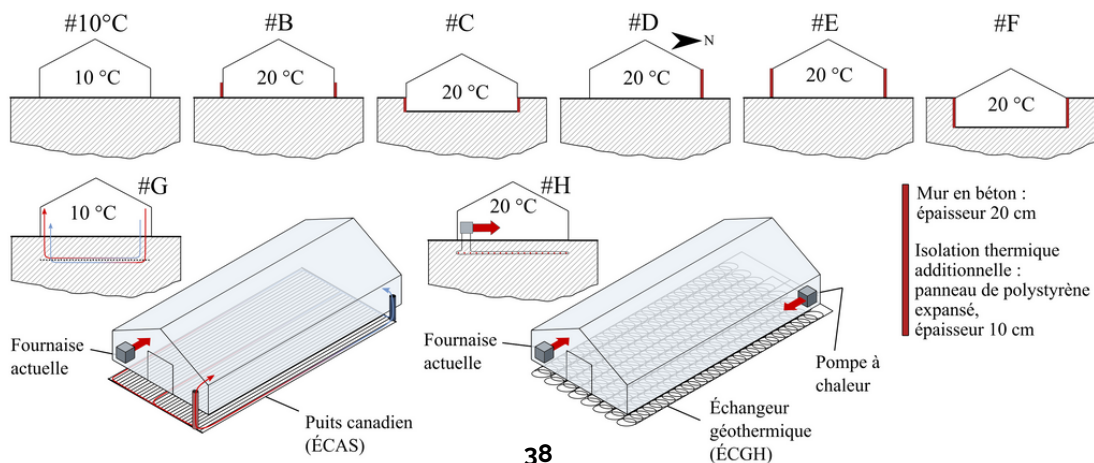 #10°C
#B
#C
#D
#E
#F
N
10 °C
20 °C
20 °C
20 °C
20 °C
20 °C
#G
#H
10 °C
20 °C
Mur en béton :
épaisseur 20 cm
Isolation thermique
additionnelle :
panneau de polystyrène
expansé,
épaisseur 10 cm
Fournaise
actuelle
Puits canadien
(ÉCAS)
Fournaise
actuelle
Pompe à
chaleur
Échangeur
géothermique
(ÉCGH)
38